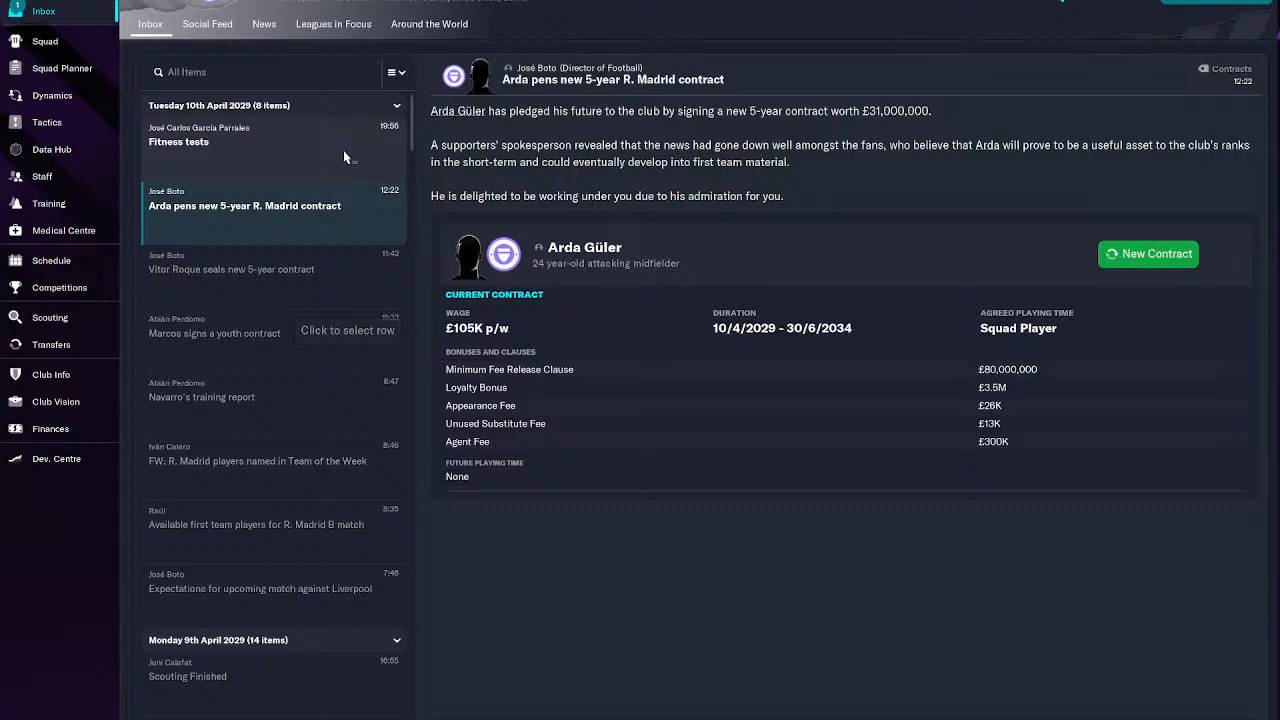 1
Inbox
Squad
Squad Planner
Dynamics
Tactics
Data Hub
Staff
Training
Medical Centre
Schedule
Competitions
Scouting
Transfers
Club Info
Club Vision
Finances
Dev. Centre
Inbox Social Feed News Leagues in Focus Around the World
All Items
Tuesday 10th April 2029 (8 items)
José Carlos García Parrales 19:56
Fitness tests
José Boto 12:22
Arda pens new 5-year R. Madrid contract
José Boto 11:42
Vitor Roque seals new 5-year contract
Abián Perdomo 11:32
Marcos signs a youth contract
Click to select row
Abián Perdomo 8:47
Navarro's training report
Iván Calero 8:46
FW: R. Madrid players named in Team of the Week
Raúl 8:35
Available first team players for R. Madrid B match
José Boto 7:46
Expectations for upcoming match against Liverpool
Monday 9th April 2029 (14 items)
Juni Calafat 16:55
Scouting Finished
José Boto (Director of Football)
Arda pens new 5-year R. Madrid contract
Contracts
12:22
Arda Güler has pledged his future to the club by signing a new 5-year contract worth £31,000,000.
A supporters' spokesperson revealed that the news had gone down well amongst the fans, who believe that Arda will prove to be a useful asset to the club's ranks
in the short-term and could eventually develop into first team material.
He is delighted to be working under you due to his admiration for you.
Arda Güler
24 year-old attacking midfielder
New Contract
CURRENT CONTRACT
WAGE DURATION AGREED PLAYING TIME
£105K p/w 10/4/2029 - 30/6/2034 Squad Player
BONUSES AND CLAUSES
Minimum Fee Release Clause £80,000,000
Loyalty Bonus £3.5M
Appearance Fee £26K
Unused Substitute Fee £13K
Agent Fee £300K
FUTURE PLAYING TIME
None